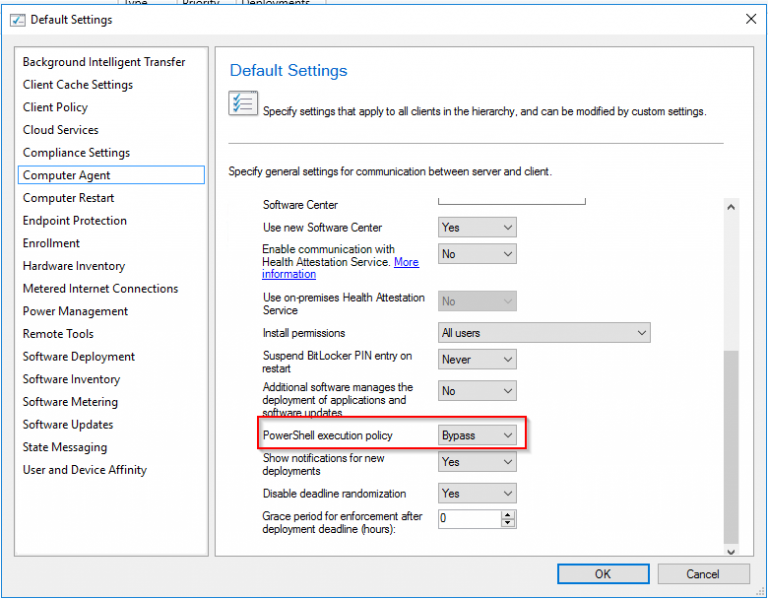 Type Priority Deployments
Default Settings
Background Intelligent Transfer
Client Cache Settings
Client Policy
Cloud Services
Compliance Settings
Computer Agent
Computer Restart
Endpoint Protection
Enrollment
Hardware Inventory
Metered Internet Connections
Power Management
Remote Tools
Software Deployment
Software Inventory
Software Metering
Software Updates
State Messaging
User and Device Affinity
Default Settings
Specify settings that apply to all clients in the hierarchy, and can be modified by custom settings.
Specify general settings for communication between server and client.
Software Center
Use new Software Center Yes
Enable communication with
Health Attestation Service. More
information
No
Use on-premises Health Attestation
Service
No
Install permissions All users
Suspend BitLocker PIN entry on
restart
Never
Additional software manages the
deployment of applications and
software updates
No
PowerShell execution policy Bypass
Show notifications for new
deployments
Yes
Disable deadline randomization Yes
Grace period for enforcement after
deployment deadline (hours):
0
OK Cancel